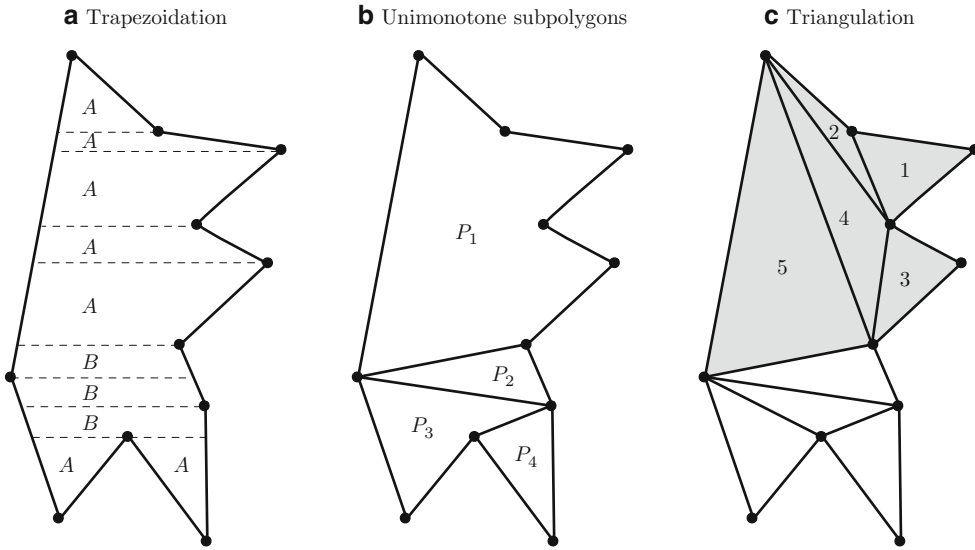 a Trapezoidation
A
A
A
A
A
B
B
B
A
A
b Unimonotone subpolygons
P1
P2
P3
P4
c Triangulation
2
1
4
5
3